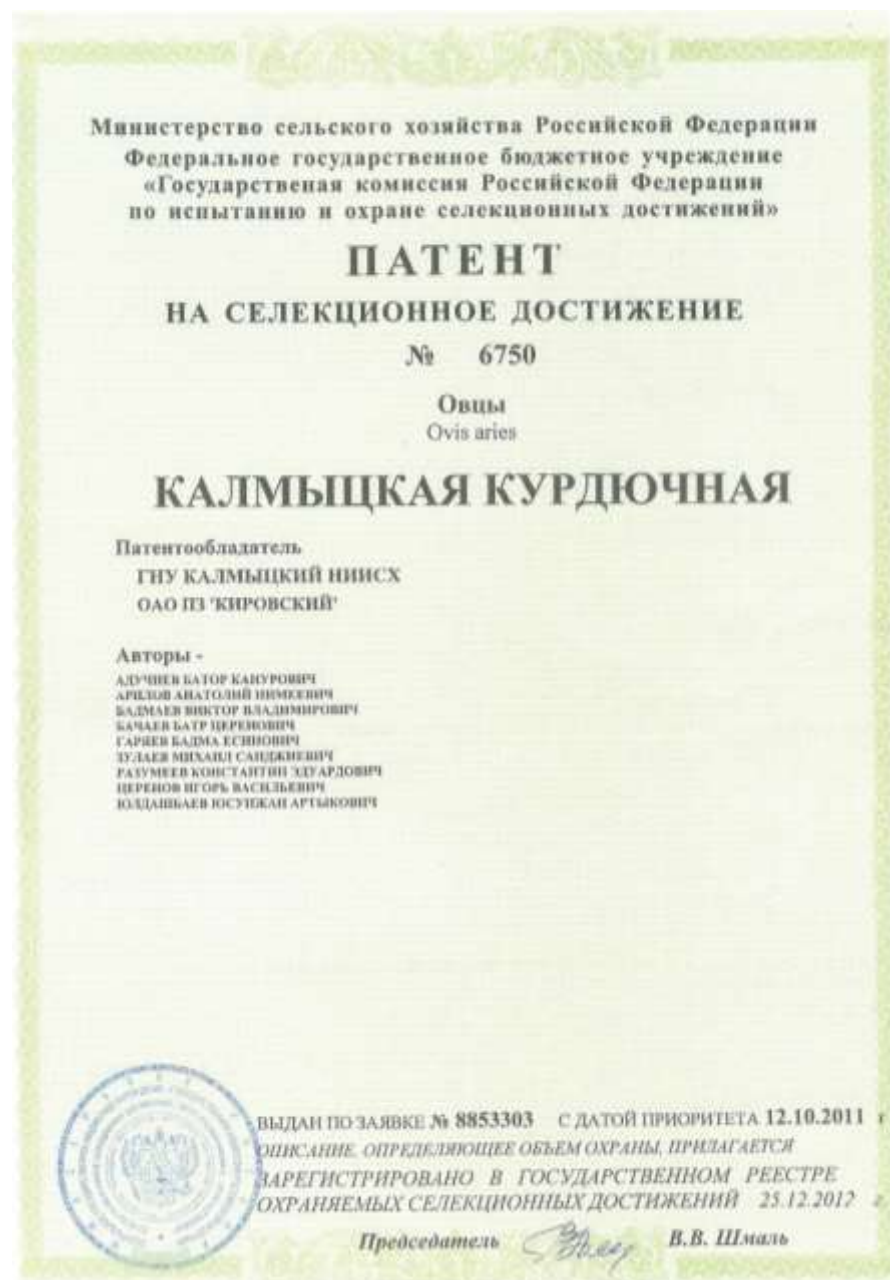 Министерство сельского хозяйства Российской Федерации
Федеральное государственное бюджетное учреждение
«Государственая комиссия Российской Федерации
по испытанию и охране селекционных достижений»
ПАТЕНТ
НА СЕЛЕКЦИОННОЕ ДОСТИЖЕНИЕ
№ 6750
Овцы
Ovis aries
КАЛМЫЦКАЯ КУРДЮЧНАЯ
Патентообладатель
ГНУ КАЛМЫЦКИЙ НИИСХ
ОАО ПЗ 'КИРОВСКИЙ'
Авторы -
АДУЧИЕВ БАТОР КАНУРОВИЧ
АРИЛОВ АНАТОЛИЙ НИМЕЕВИЧ
БАДМАЕВ ВИКТОР ВЛАДИМИРОВИЧ
БАЧАЕВ БАТР ЦЕРЕНОВИЧ
ГАРЯЕВ БАДМА ЕСИНОВИЧ
ЗУЛАЕВ МИХАИЛ САНДЖИЕВИЧ
РАЗУМЕЕВ КОНСТАНТИН ЭДУАРДОВИЧ
ЦЕРЕНОВ ИГОРЬ ВАСИЛЬЕВИЧ
ЮЛДАШБАЕВ ЮСУПЖАН АРТЫКОВИЧ
ВЫДАН ПО ЗАЯВКЕ № 8853303 С ДАТОЙ ПРИОРИТЕТА 12.10.2011 г
ОПИСАНИЕ, ОПРЕДЕЛЯЮЩЕЕ ОБЪЕМ ОХРАНЫ, ПРИЛАГАЕТСЯ
ЗАРЕГИСТРИРОВАНО В ГОСУДАРСТВЕННОМ РЕЕСТРЕ
ОХРАНЯЕМЫХ СЕЛЕКЦИОННЫХ ДОСТИЖЕНИЙ 25.12.2012 г
Председатель В.В. Шмаль